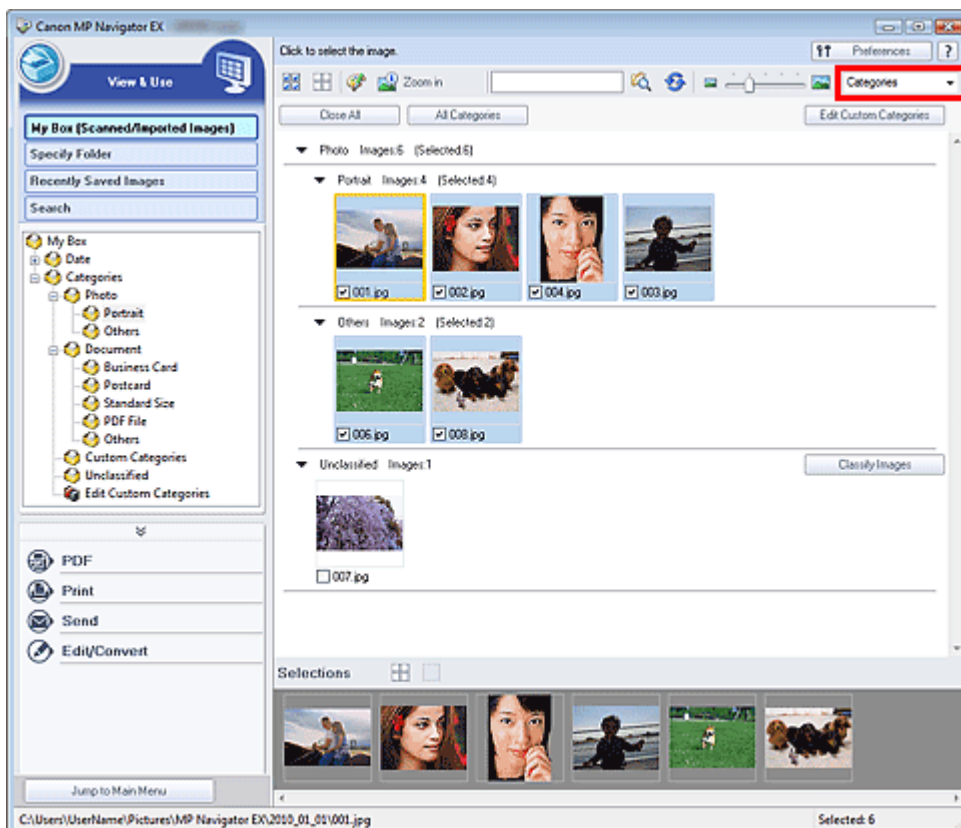 Canon MP Navigator EX
View & Use
My Box (Scanned/Imported Images)
Specify Folder
Recently Saved Images
Search
My Box
Date
Categories
Photo
Portrait
Others
Document
Business Card
Postcard
Standard Size
PDF File
Others
Custom Categories
Unclassified
Edit Custom Categories
PDF
Print
Send
Edit/Convert
Jump to Main Menu
Click to select the image.
Preferences
?
Zoom in
Categories
Close All
All Categories
Edit Custom Categories
Photo Images:6 (Selected:6)
Portrait Images:4 (Selected:4)
001.jpg
002.jpg
004.jpg
003.jpg
Others Images:2 (Selected:2)
006.jpg
008.jpg
Unclassified Images:1
Classify Images
007.jpg
Selections
C:\Users\UserName\Pictures\MP Navigator EX\2010_01_01\001.jpg
Selected: 6